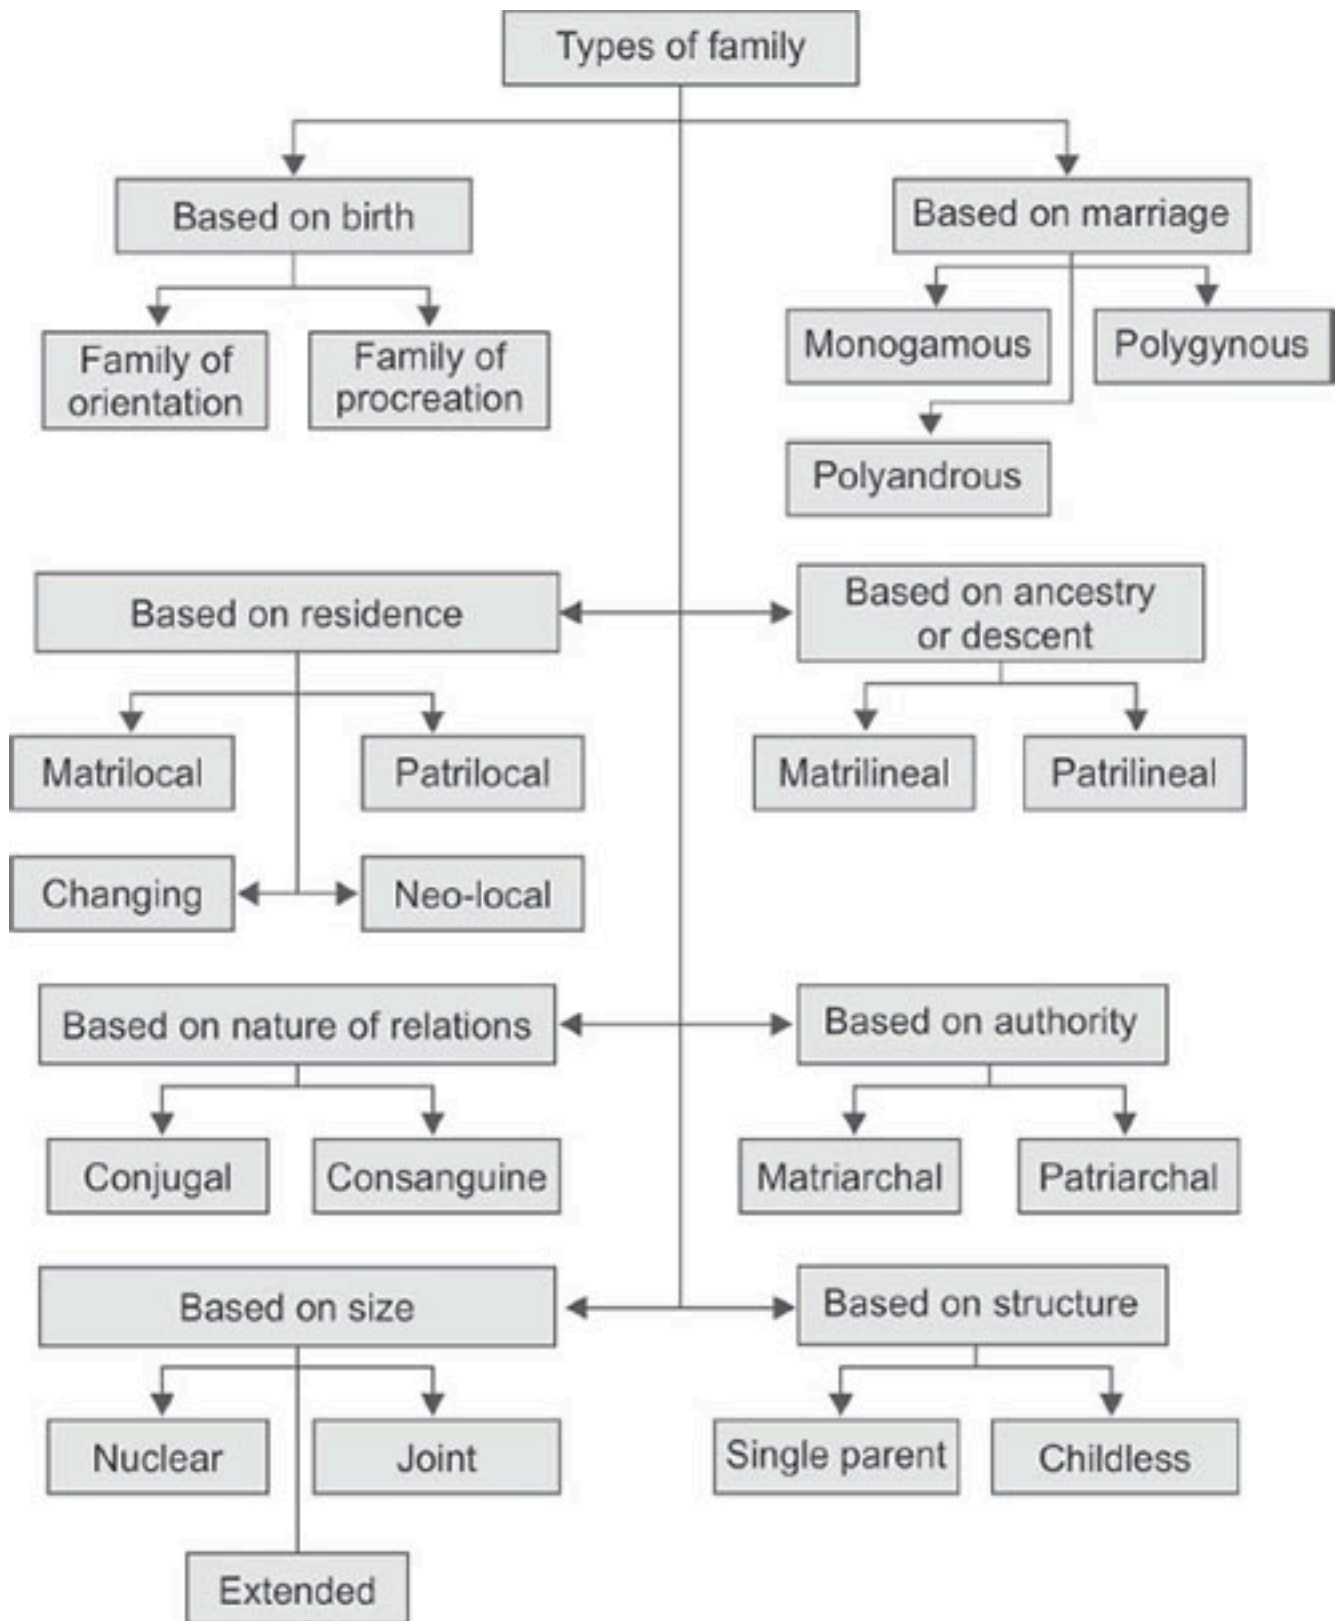 Types of family
Based on birth
Based on marriage
Family of
orientation
Family of
procreation
Monogamous
Polygynous
Polyandrous
Based on residence
Based on ancestry
or descent
Matrilocal
Patrilocal
Matrilineal
Patrilineal
Changing
Neo-local
Based on nature of relations
Based on authority
Conjugal
Consanguine
Matriarchal
Patriarchal
Based on size
Based on structure
Nuclear
Joint
Single parent
Childless
Extended